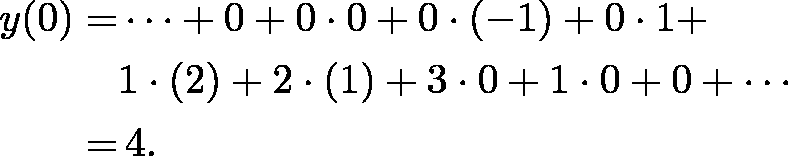 y(0) = ⋯ + 0 + 0 · 0 + 0 · (−1) + 0 · 1+
1 · (2) + 2 · (1) + 3 · 0 + 1 · 0 + 0 + ⋯
= 4.